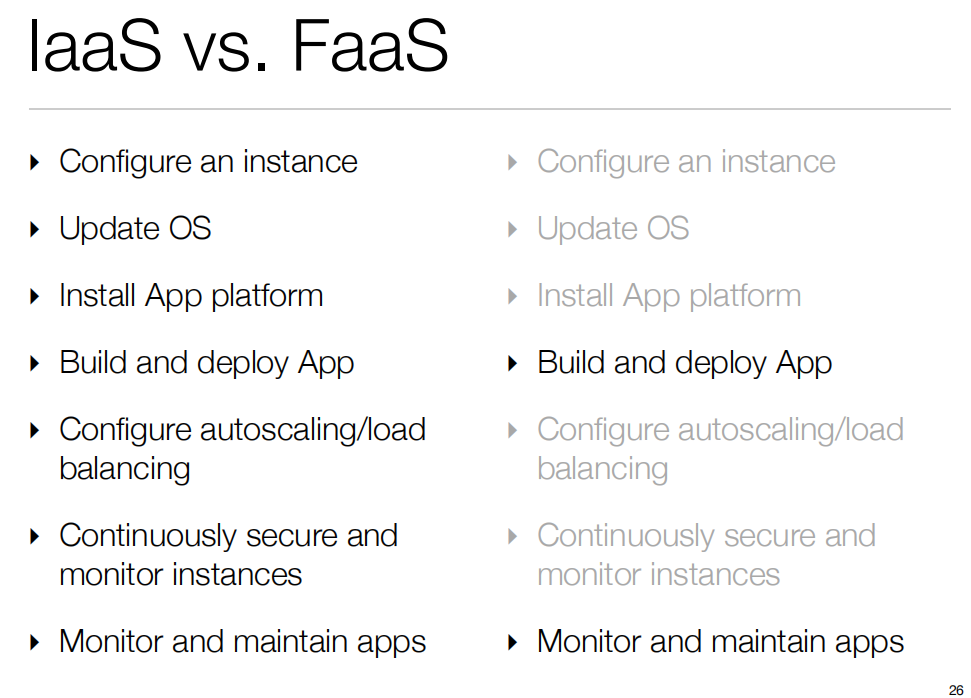 IaaS vs. FaaS
‣ Configure an instance
‣ Update OS
‣ Install App platform
‣ Build and deploy App
‣ Configure autoscaling/load
balancing
‣ Continuously secure and
monitor instances
‣ Monitor and maintain apps
‣ Configure an instance
‣ Update OS
‣ Install App platform
‣ Build and deploy App
‣ Configure autoscaling/load
balancing
‣ Continuously secure and
monitor instances
‣ Monitor and maintain apps
26